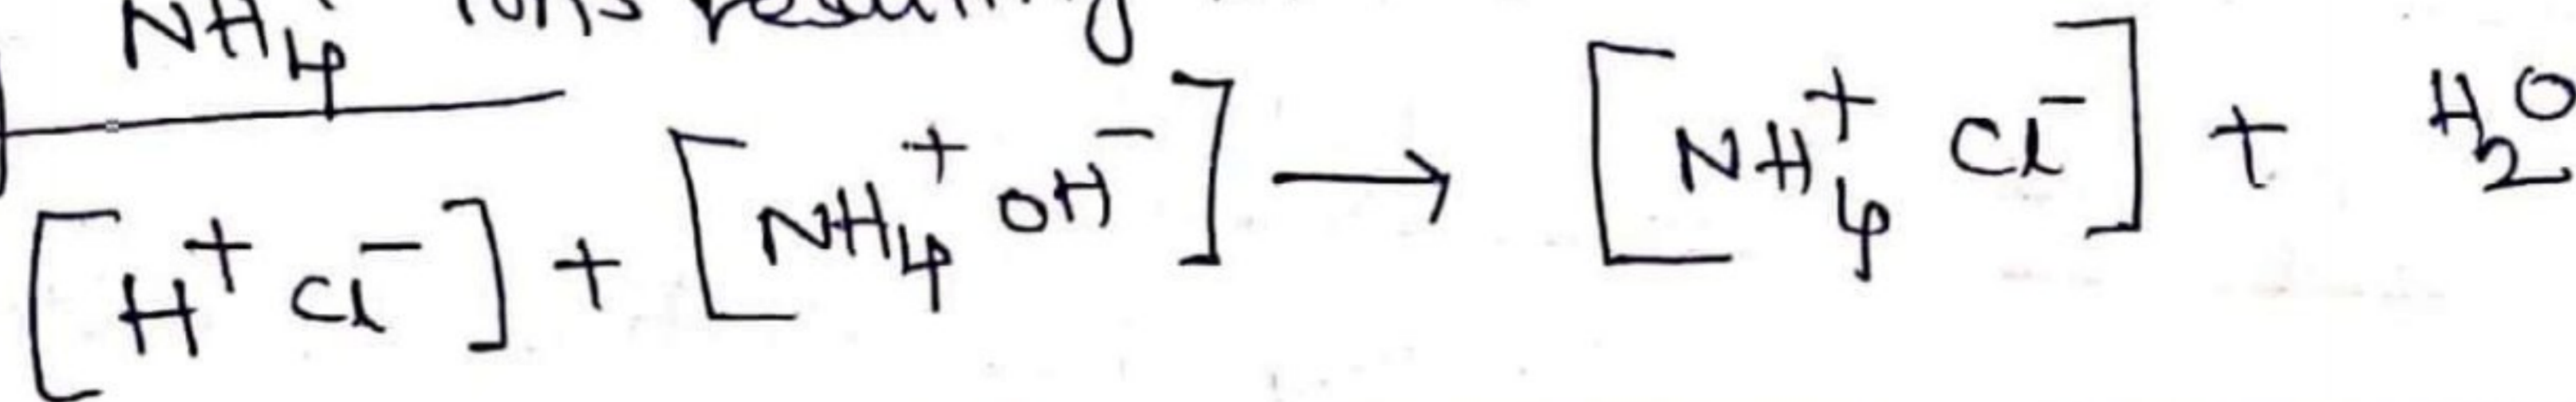 NH₄⁺ ions resulting
[H⁺ Cl⁻] + [NH₄⁺ OH⁻] → [NH₄⁺ Cl⁻] + H₂O